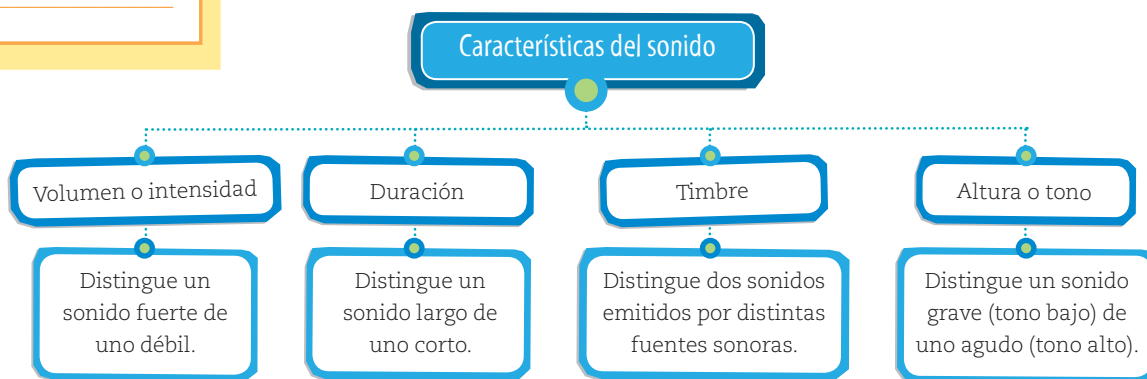 Características del sonido
Volumen o intensidad
Duración
Timbre
Altura o tono
Distingue un
sonido fuerte de
uno débil.
Distingue un
sonido largo de
uno corto.
Distingue dos sonidos
emitidos por distintas
fuentes sonoras.
Distingue un sonido
grave (tono bajo) de
uno agudo (tono alto).